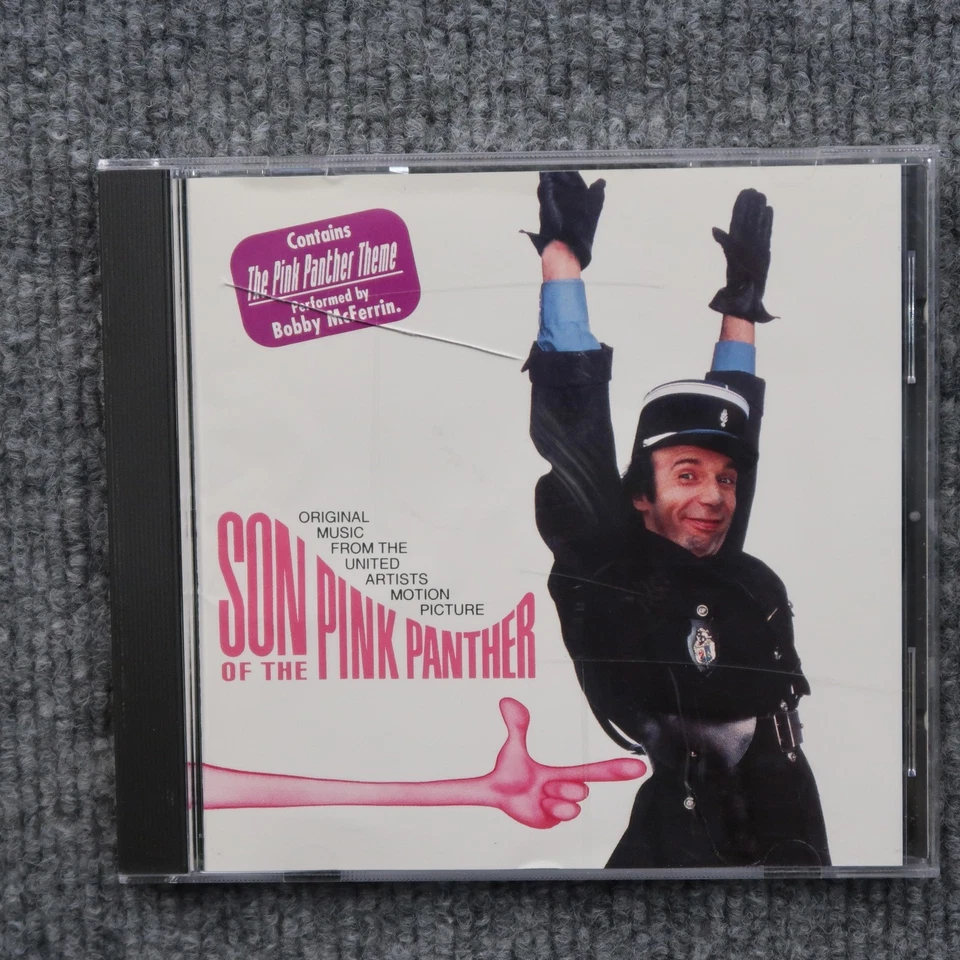 Contains
The Pink Panther Theme
Performed by
Bobby McFerrin.
ORIGINAL
MUSIC
FROM THE
UNITED
ARTISTS
MOTION
PICTURE
SON
OF THE
PINK PANTHER